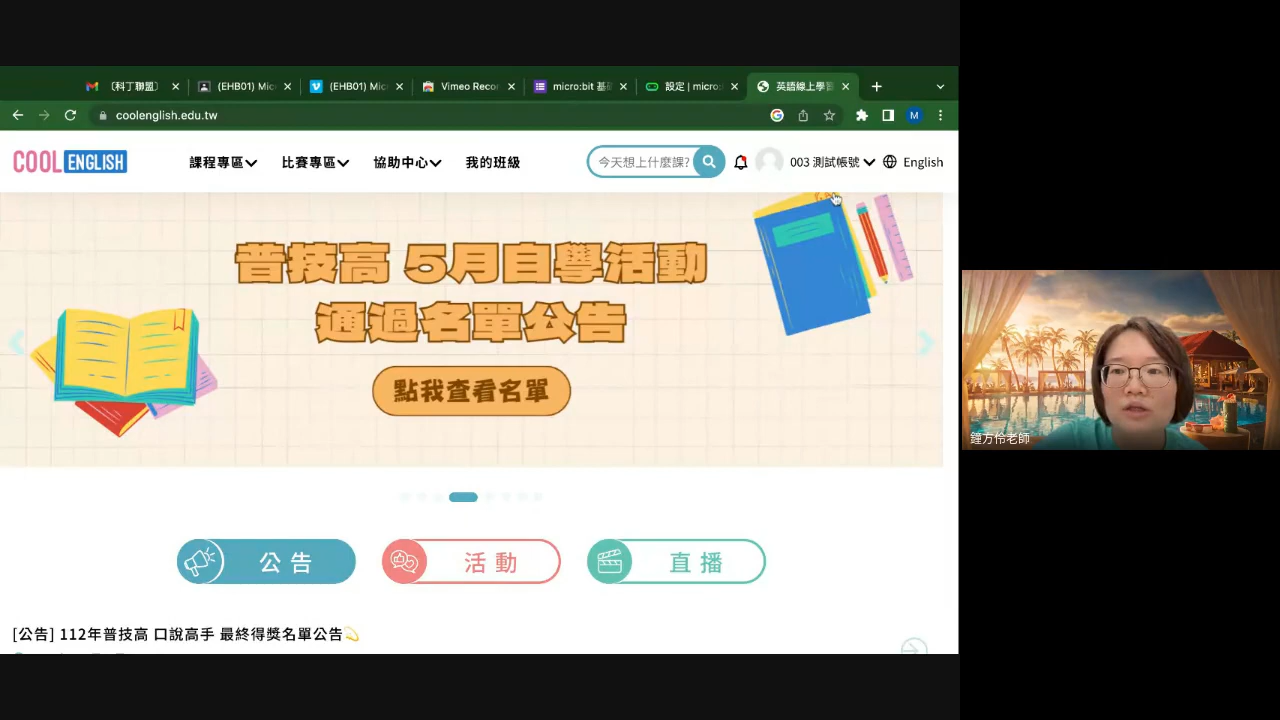 〔科丁聯盟〕
(EHB01) Mic
(EHB01) Mic
Vimeo Recor
micro:bit 基
設定 | micro:
英語線上學習
coolenglish.edu.tw
M
COOL ENGLISH
課程專區
比賽專區
協助中心
我的班級
今天想上什麼課?
003 測試帳號
English
普技高 5月自學活動
通過名單公告
點我查看名單
公告
活動
直播
[公告] 112年普技高 口說高手 最終得獎名單公告💫
鐘方伶老師